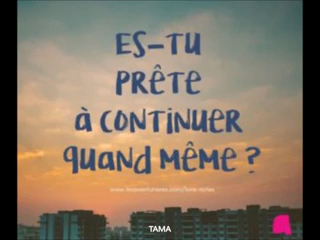 ES-TU
PRÊTE
À CONTINUER
QUAND MÊME ?
TAMA